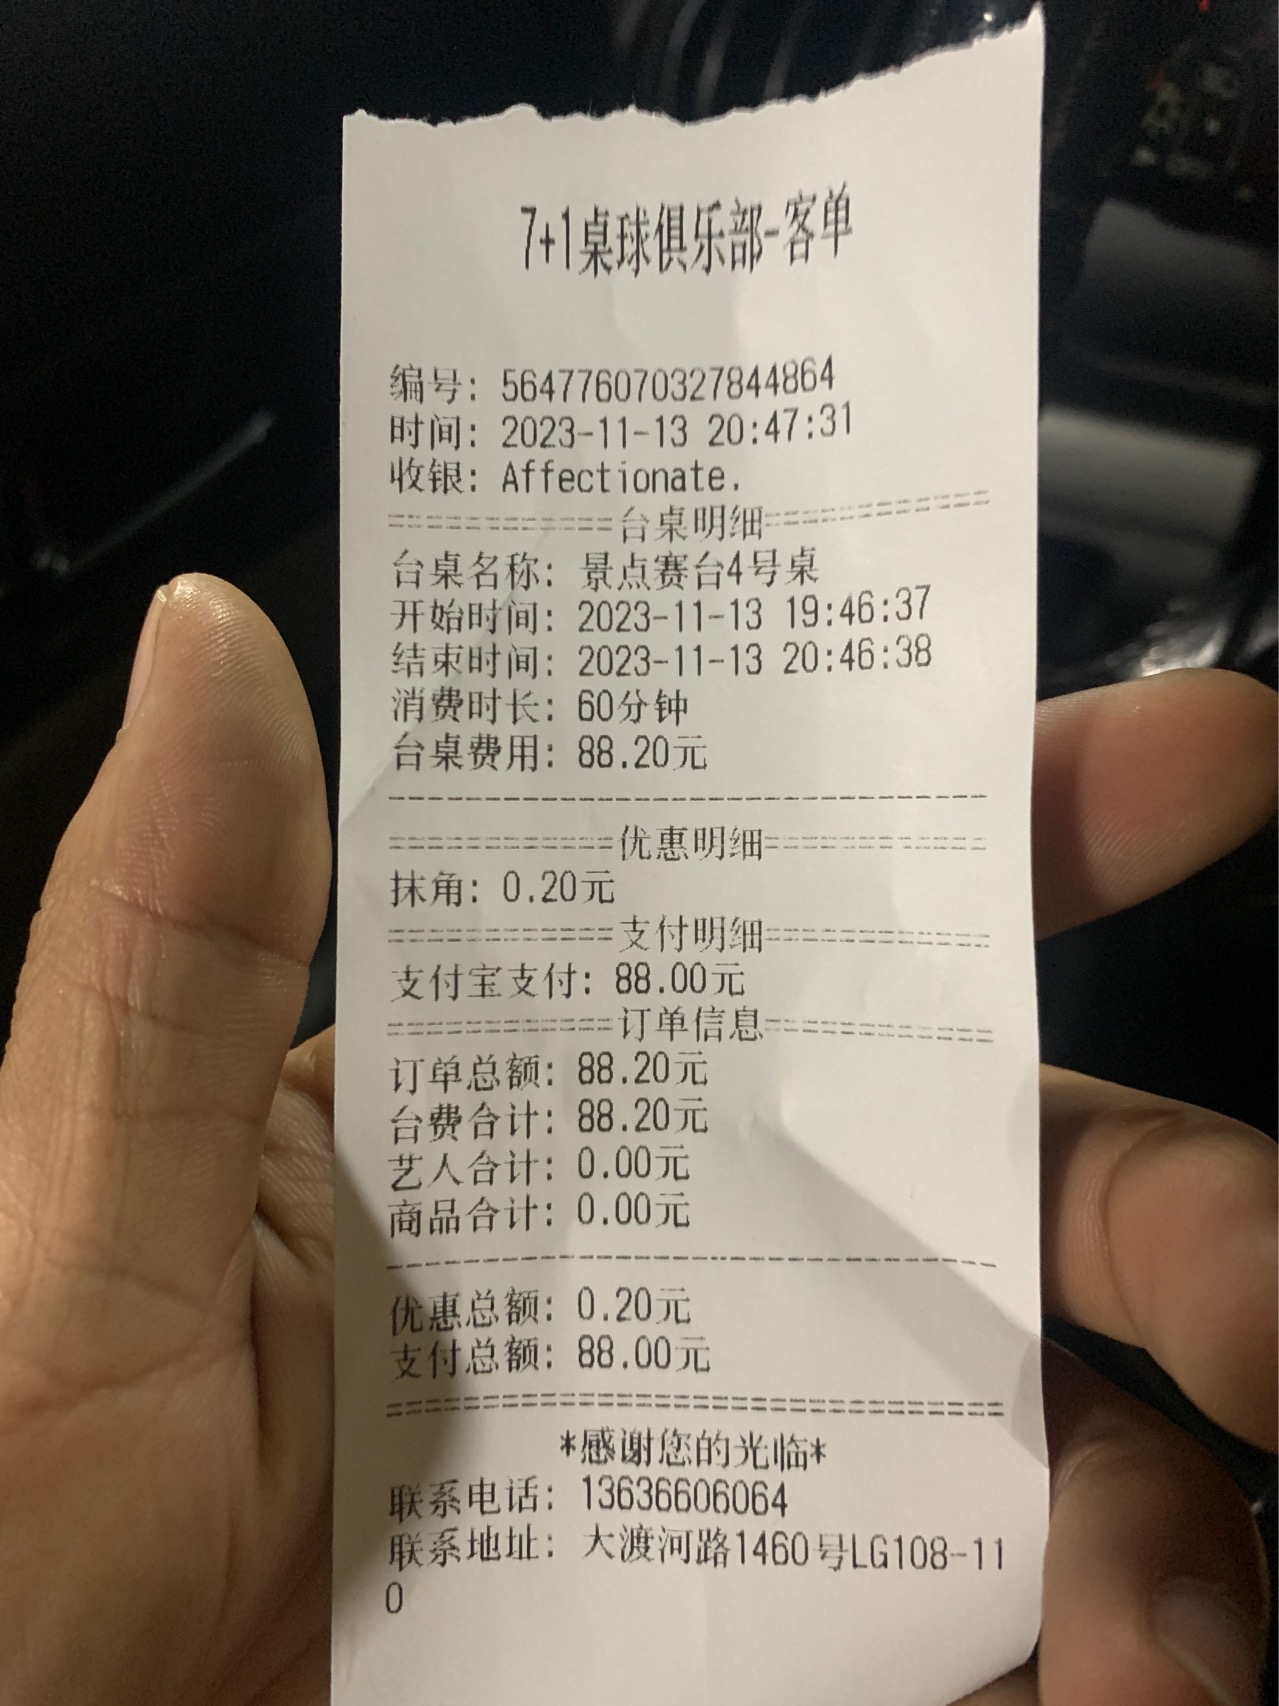 7+1桌球俱乐部-客单
编号: 564776070327844864
时间: 2023-11-13 20:47:31
收银: Affectionate.
============台桌明细============
台桌名称: 景点赛台4号桌
开始时间: 2023-11-13 19:46:37
结束时间: 2023-11-13 20:46:38
消费时长: 60分钟
台桌费用: 88.20元
--------------------------------
============优惠明细============
抹角: 0.20元
============支付明细============
支付宝支付: 88.00元
============订单信息============
订单总额: 88.20元
台费合计: 88.20元
艺人合计: 0.00元
商品合计: 0.00元
--------------------------------
优惠总额: 0.20元
支付总额: 88.00元
================================
*感谢您的光临*
联系电话: 13636606064
联系地址: 大渡河路1460号LG108-11
0